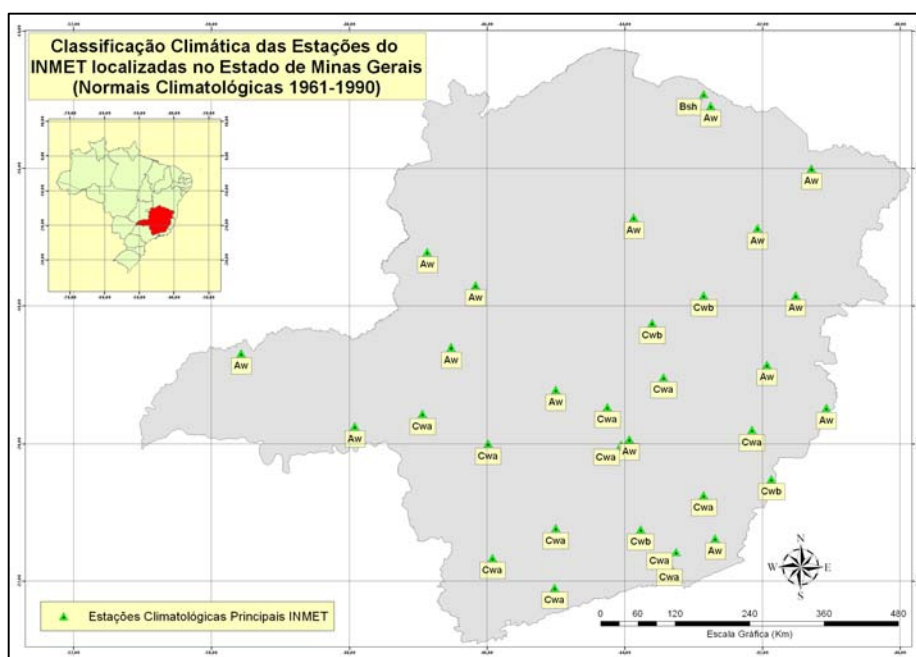 Classificação Climática das Estações do
INMET localizadas no Estado de Minas Gerais
(Normais Climatológicas 1961-1990)
Bsh
Aw
Aw
Aw
Aw
Aw
Aw
Cwb
Aw
Cwb
Aw
Aw
Aw
Cwa
Aw
Cwa
Aw
Cwa
Aw
Cwa
Cwa
Aw
Cwa
Cwb
Cwa
Cwa
Cwb
Aw
Cwa
Cwa
Cwa
Cwa
N
W E
S
Estações Climatológicas Principais INMET
0 60 120 240 360 480
Escala Gráfica (Km)